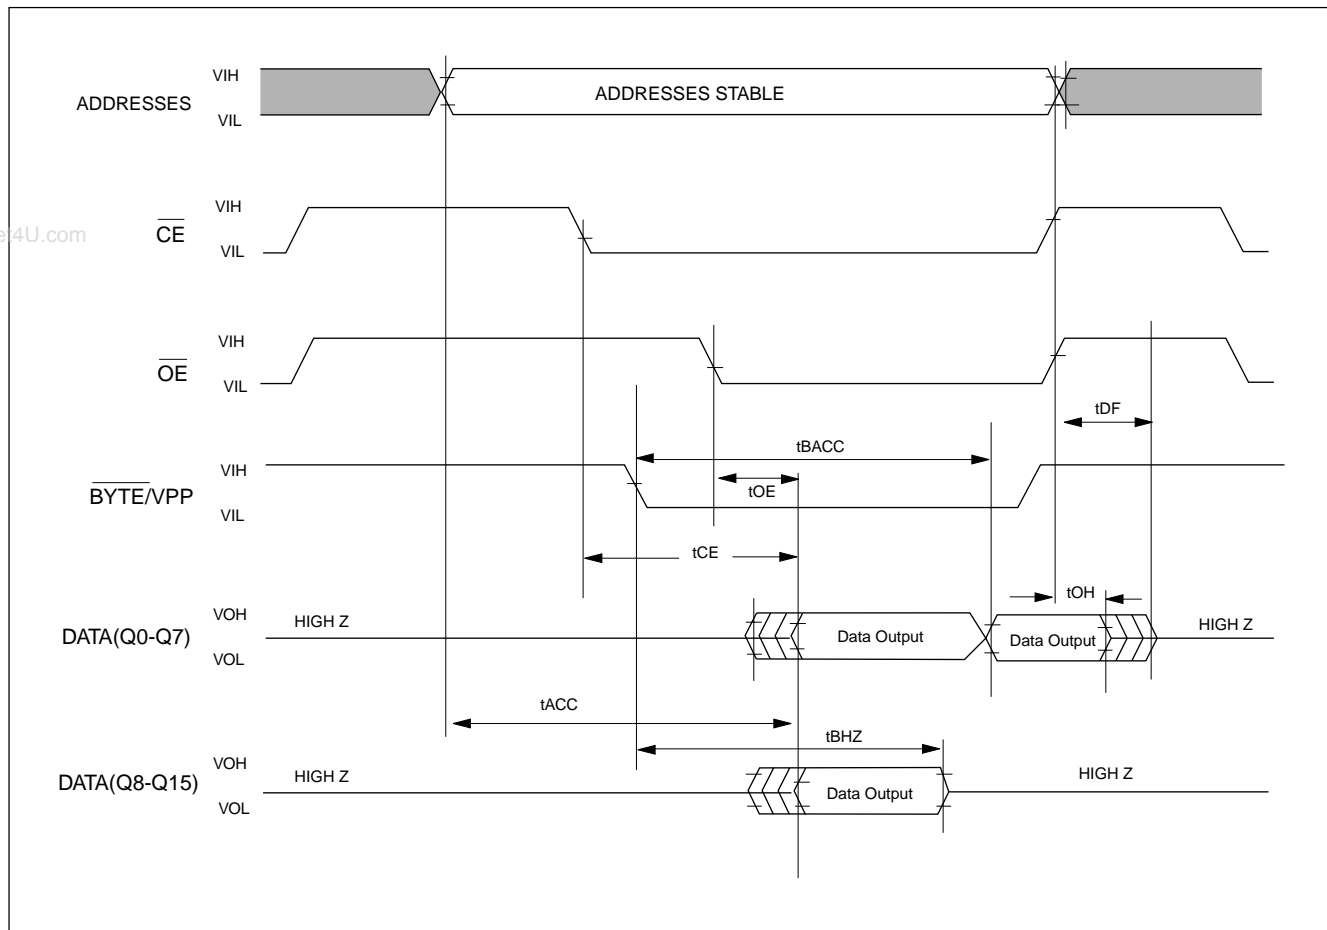 VIH
ADDRESSES
ADDRESSES STABLE
VIL
VIH
et4U.com
CE
VIL
VIH
OE
VIL
tDF
tBACC
VIH
BYTE/VPP
tOE
VIL
tCE
tOH
VOH
HIGH Z
DATA(Q0-Q7)
Data Output
Data Output
HIGH Z
VOL
tACC
tBHZ
VOH
HIGH Z
HIGH Z
DATA(Q8-Q15)
Data Output
VOL